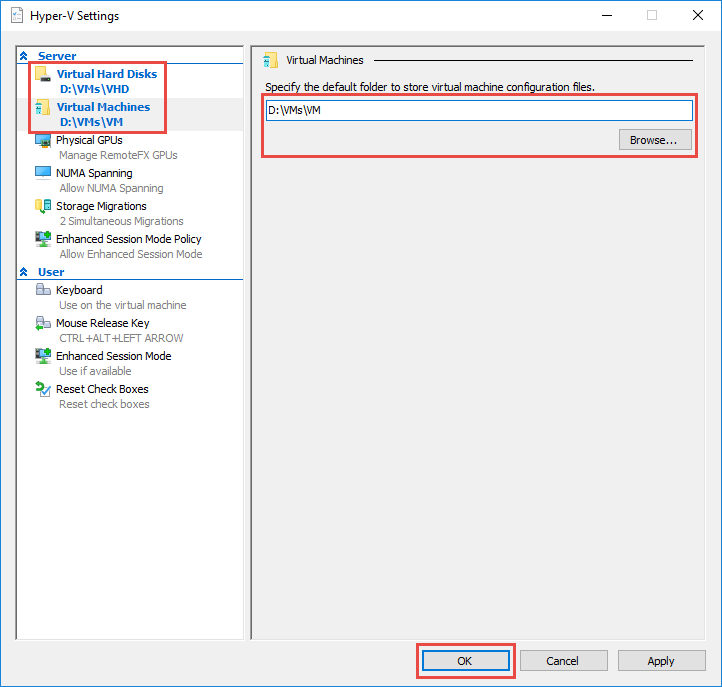 Hyper-V Settings
Server
Virtual Hard Disks
D:\VMs\VHD
Virtual Machines
D:\VMs\VM
Physical GPUs
Manage RemoteFX GPUs
NUMA Spanning
Allow NUMA Spanning
Storage Migrations
2 Simultaneous Migrations
Enhanced Session Mode Policy
Allow Enhanced Session Mode
User
Keyboard
Use on the virtual machine
Mouse Release Key
CTRL+ALT+LEFT ARROW
Enhanced Session Mode
Use if available
Reset Check Boxes
Reset check boxes
Virtual Machines
Specify the default folder to store virtual machine configuration files.
D:\VMs\VM
Browse...
OK
Cancel
Apply